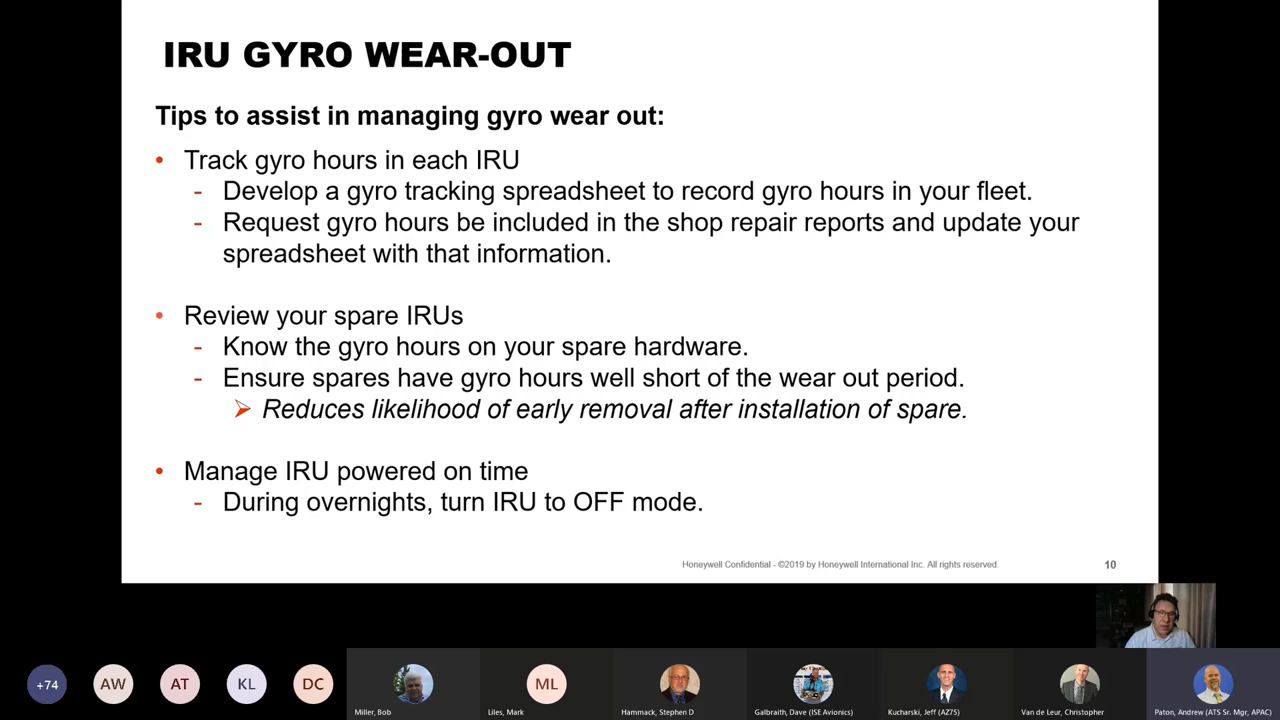 IRU GYRO WEAR-OUT
Tips to assist in managing gyro wear out:
• Track gyro hours in each IRU
- Develop a gyro tracking spreadsheet to record gyro hours in your fleet.
- Request gyro hours be included in the shop repair reports and update your
spreadsheet with that information.
• Review your spare IRUs
- Know the gyro hours on your spare hardware.
- Ensure spares have gyro hours well short of the wear out period.
➢ Reduces likelihood of early removal after installation of spare.
• Manage IRU powered on time
- During overnights, turn IRU to OFF mode.
Honeywell Confidential - ©2019 by Honeywell International Inc. All rights reserved.
10
+74
AW
AT
KL
DC
ML
Miller, Bob
Liles, Mark
Hammack, Stephen D
Galbraith, Dave (ISE Avionics)
Kucharski, Jeff (AZ75)
Van de Leur, Christopher
Paton, Andrew (ATS Sr. Mgr, APAC)